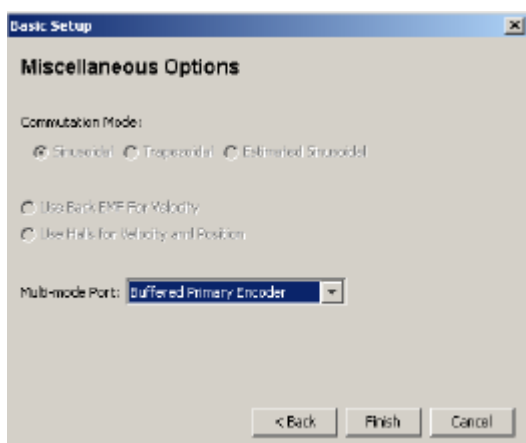 Basic Setup
Miscellaneous Options
Commutation Mode:
Sinusoidal Trapezoidal Estimated Sinusoidal
Use Back EMF For Velocity
Use Halls for Velocity and Position
Multi-mode Port: Buffered Primary Encoder
< Back Finish Cancel